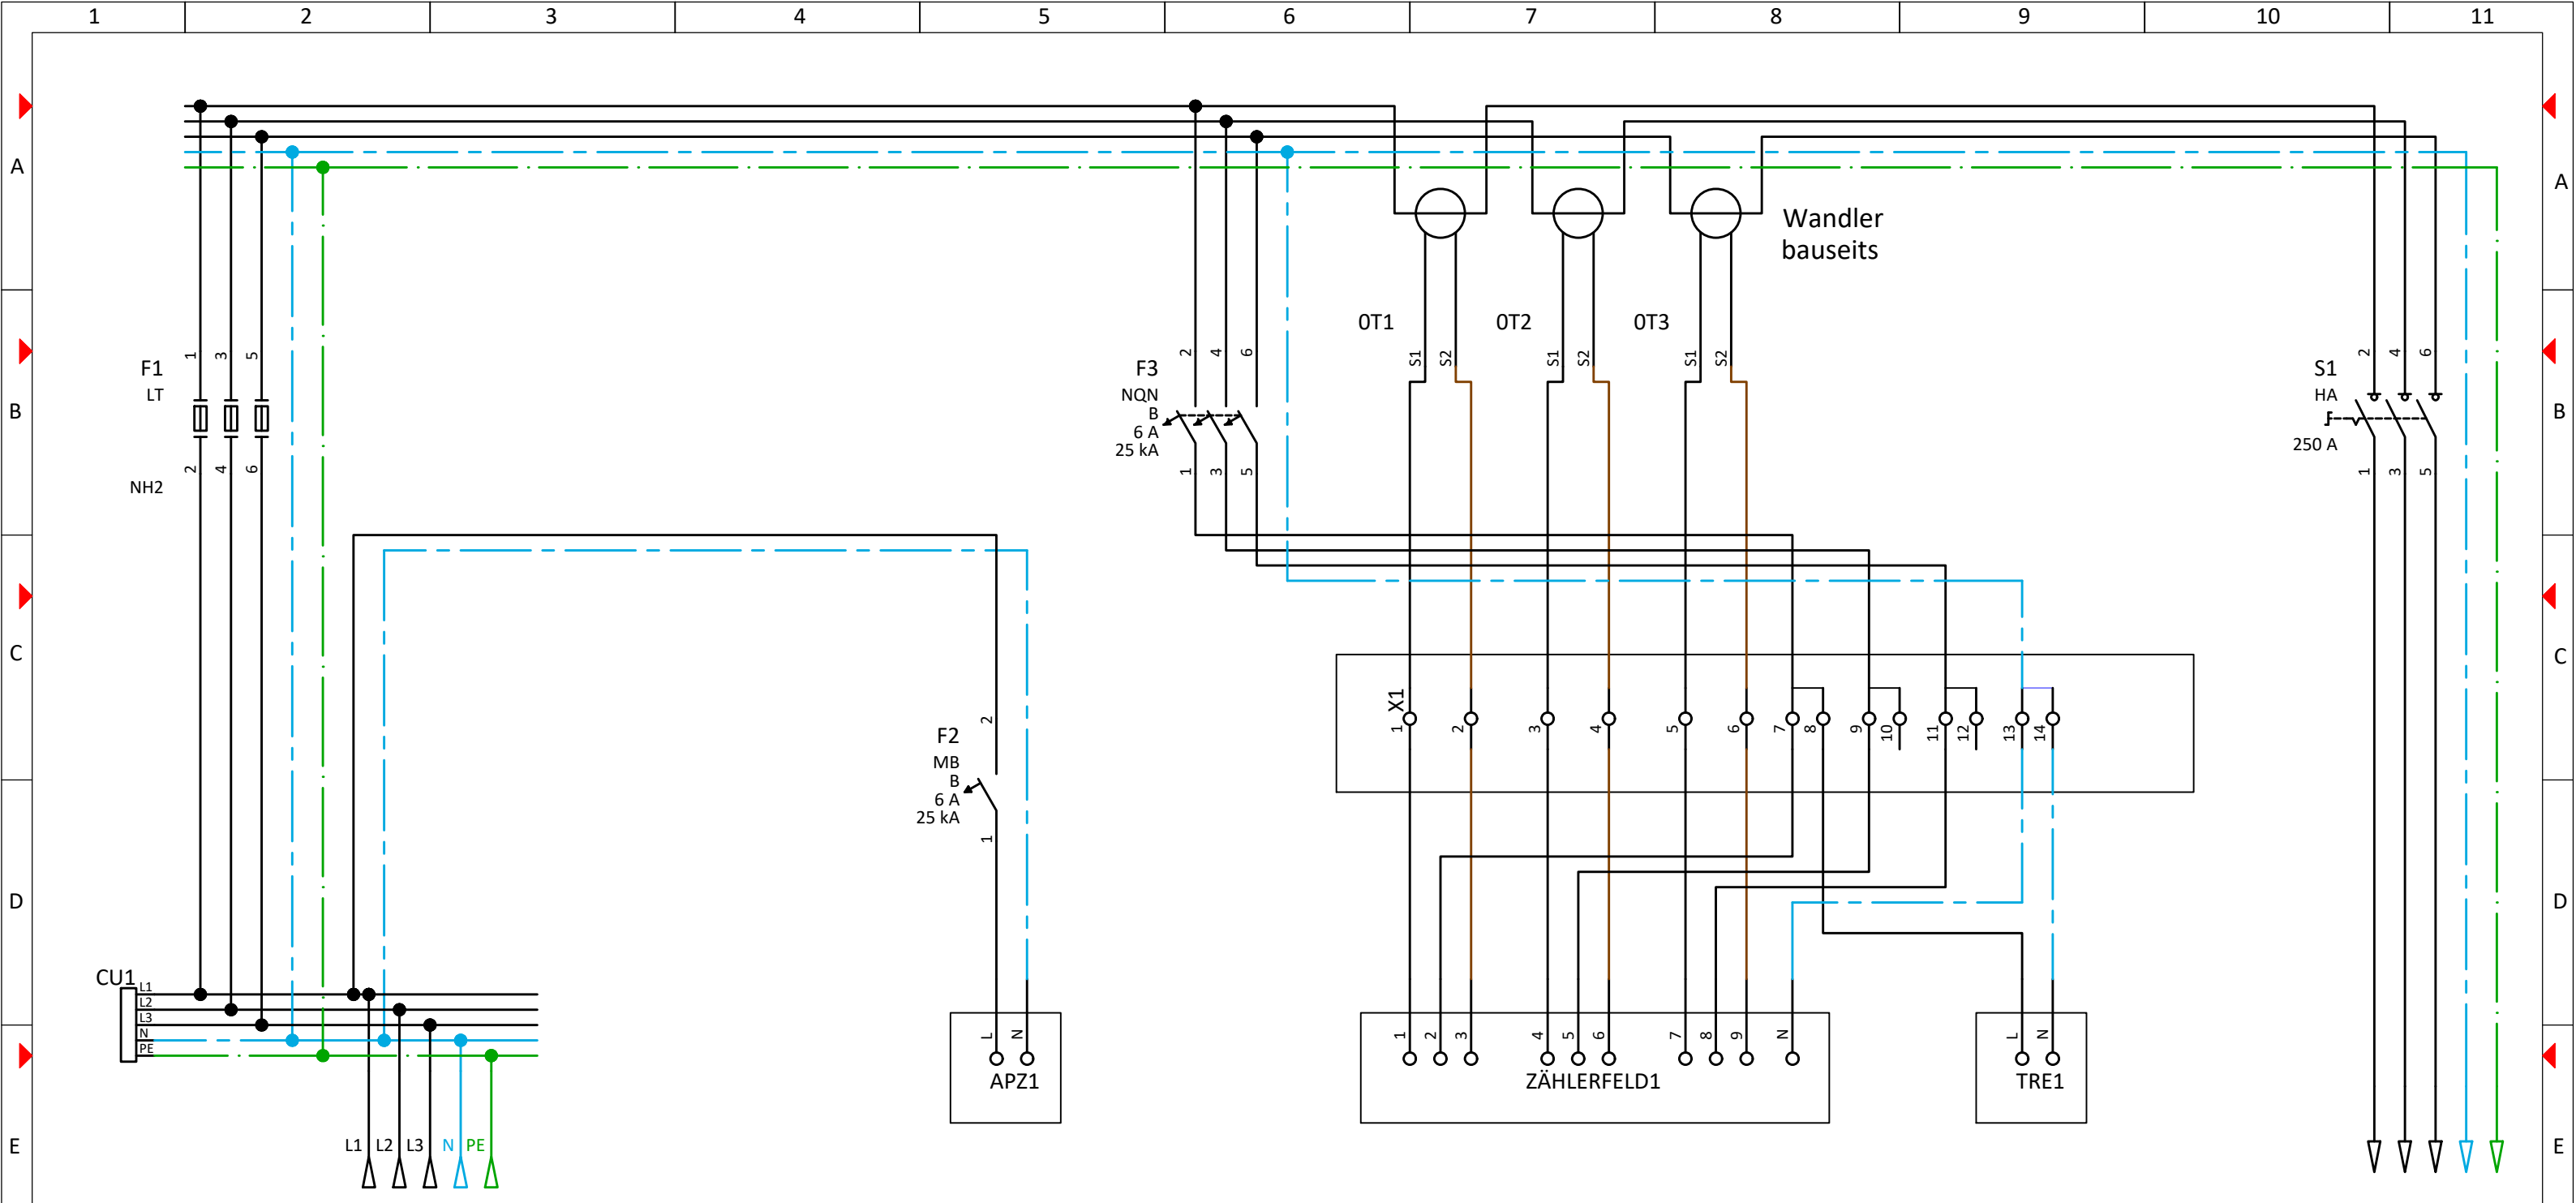 1 2 3 4 5 6 7 8 9 10 11
A A
Wandler
bauseits
0T1 0T2 0T3
S1 S2 S1 S2 S1 S2
F1
LT
1 3 5
2 4 6
NH2
F3
NQN
B
6 A
25 kA
2 4 6
1 3 5
S1
HA
250 A
2 4 6
1 3 5
B B
C C
X1
1 2 3 4 5 6 7 8 9 10 11 12 13 14
F2
MB
B
6 A
25 kA
2
1
D D
CU1
L1
L2
L3
N
PE
L N
APZ1
1 2 3 4 5 6 7 8 9 N
ZÄHLERFELD1
L N
TRE1
L1 L2 L3 N PE
E E